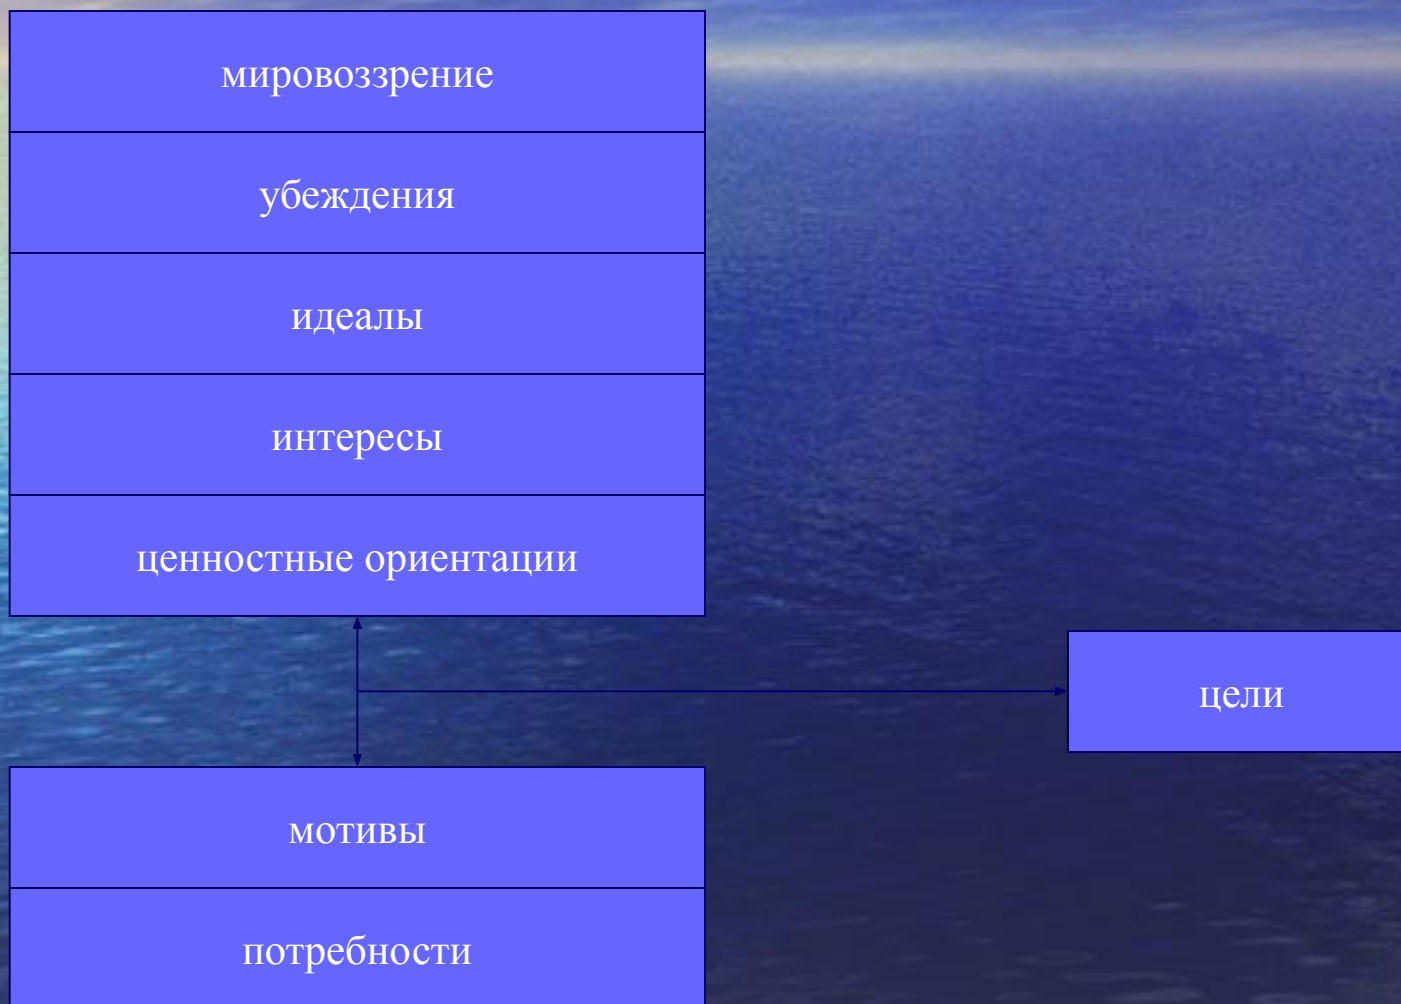 мировоззрение
убеждения
идеалы
интересы
ценностные ориентации
цели
мотивы
потребности